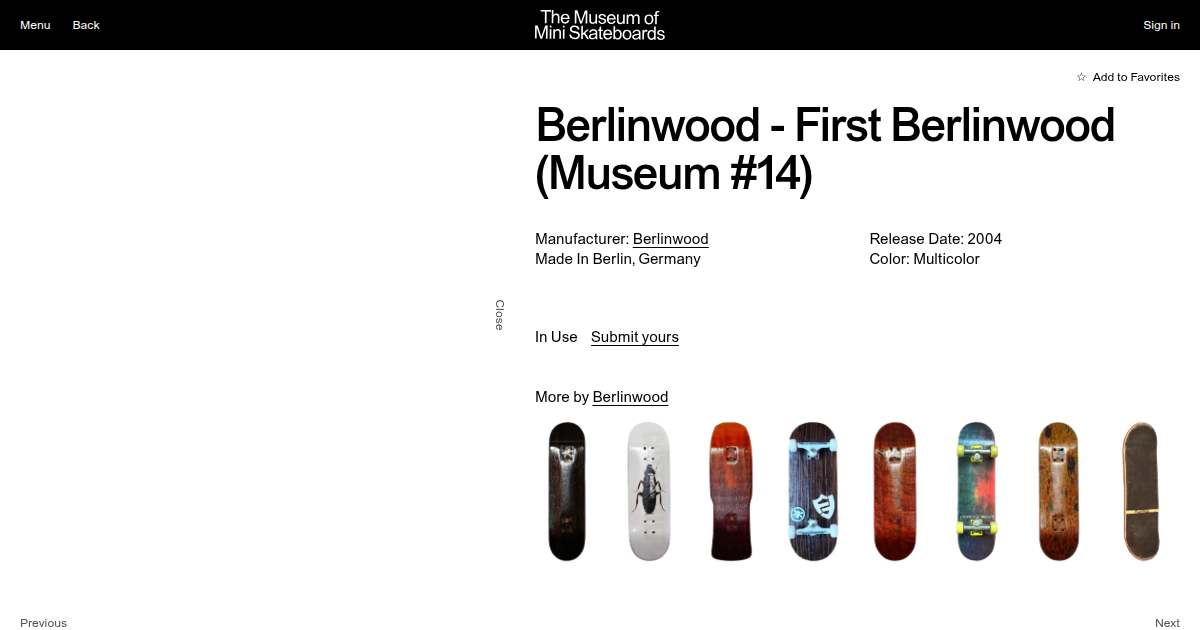 Menu
Back
The Museum of
Mini Skateboards
Sign in
☆ Add to Favorites
Berlinwood - First Berlinwood
(Museum #14)
Manufacturer: Berlinwood
Made In Berlin, Germany
Release Date: 2004
Color: Multicolor
Close
In Use Submit yours
More by Berlinwood
Previous
Next